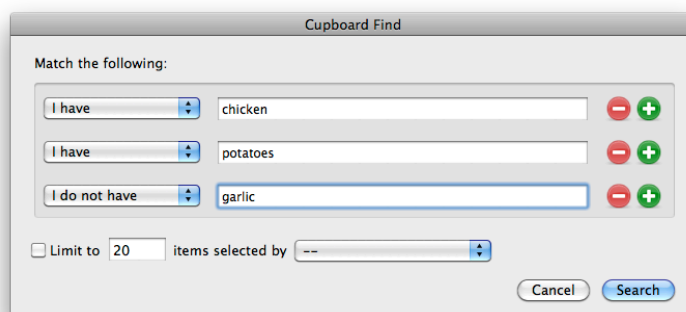 Cupboard Find
Match the following:
I have chicken
I have potatoes
I do not have garlic
Limit to 20 items selected by --
Cancel Search